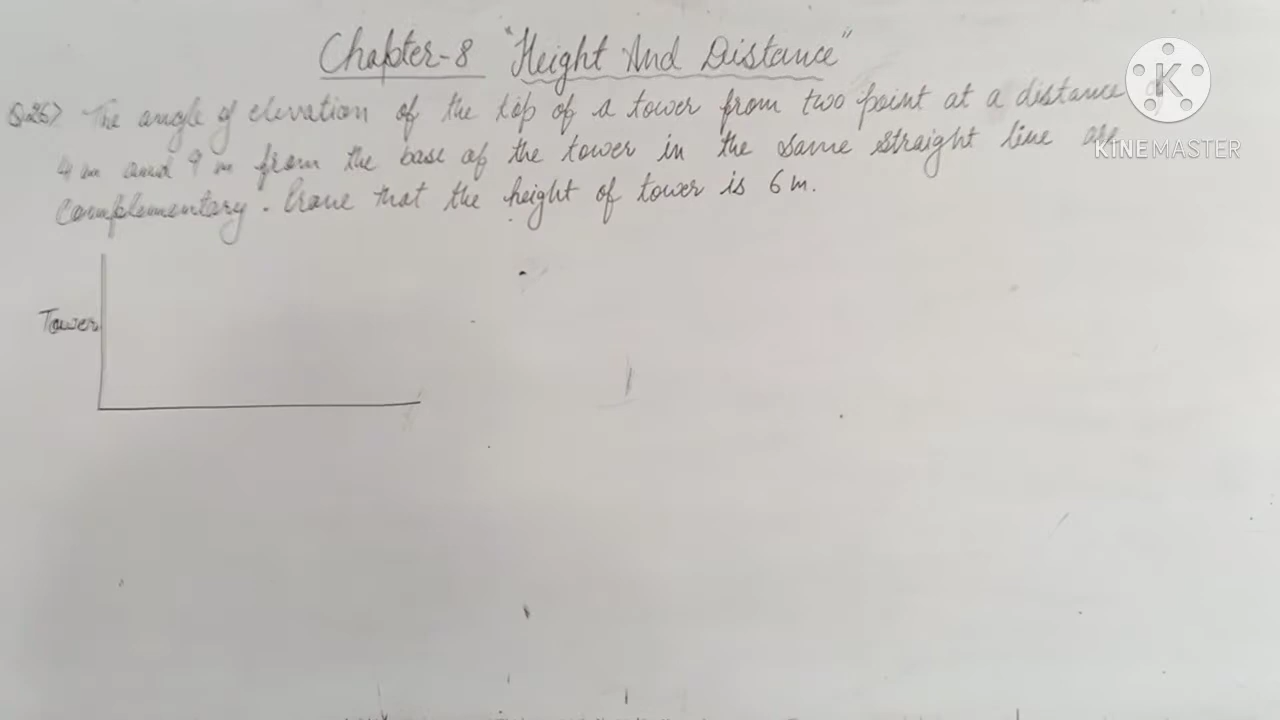 Chapter-8 "Height And Distance"
Q.26> The angle of elevation of the top of a tower from two point at a distance
4 m and 9 m from the base of the tower in the same straight line are
complementary. Prove that the height of tower is 6 m.
Tower
K
KINEMASTER